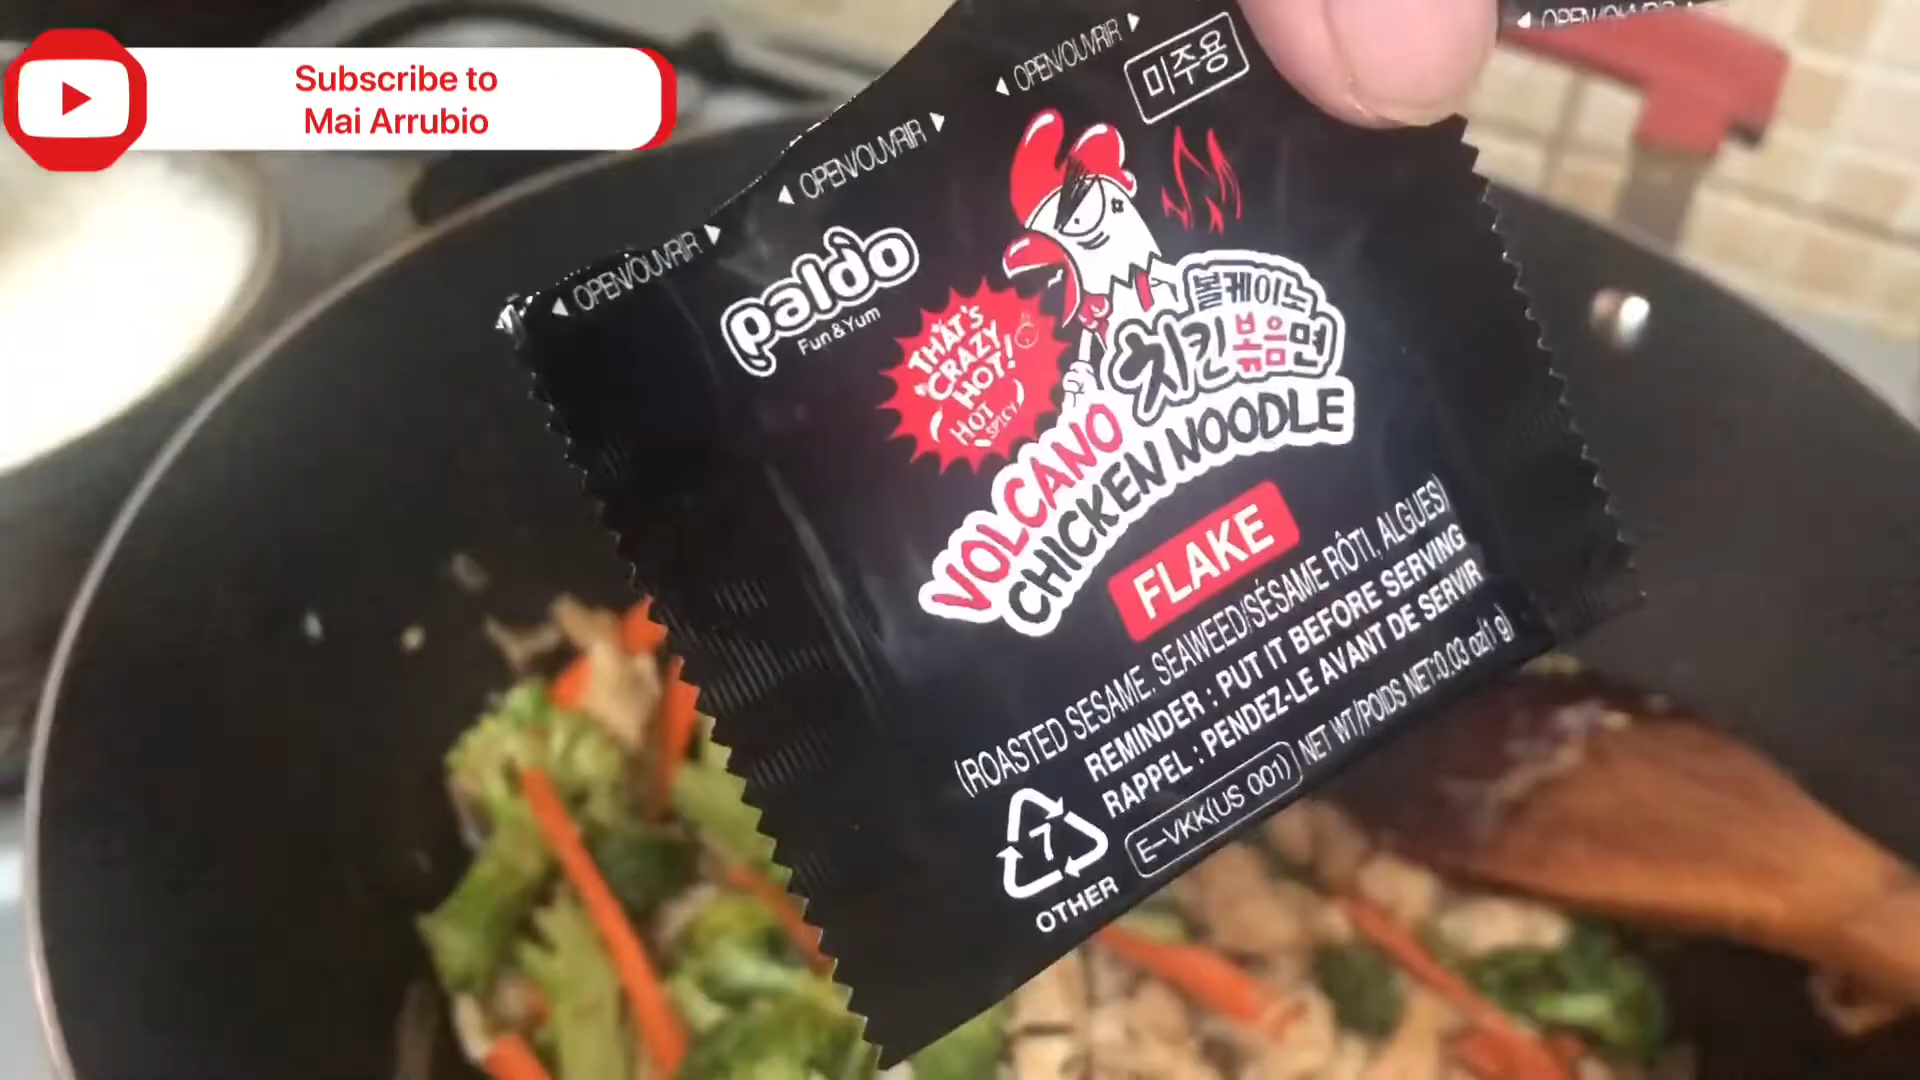 Subscribe to
Mai Arrubio
◀ OPEN/OUVRIR ▶
◀ OPEN/OUVRIR ▶
◀ OPEN/OUVRIR ▶
미주용
paldo
Fun & Yum
THAT'S
CRAZY
HOT!
HOT
SPICY
볼케이노
치킨볶음면
VOLCANO
CHICKEN NOODLE
FLAKE
(ROASTED SESAME. SEAWEED/SÉSAME RÔTI, ALGUES)
REMINDER : PUT IT BEFORE SERVING
RAPPEL : PENDEZ-LE AVANT DE SERVIR
E-VKK(US 001) NET WT/POIDS NET:0.03 oz(1 g)
7
OTHER